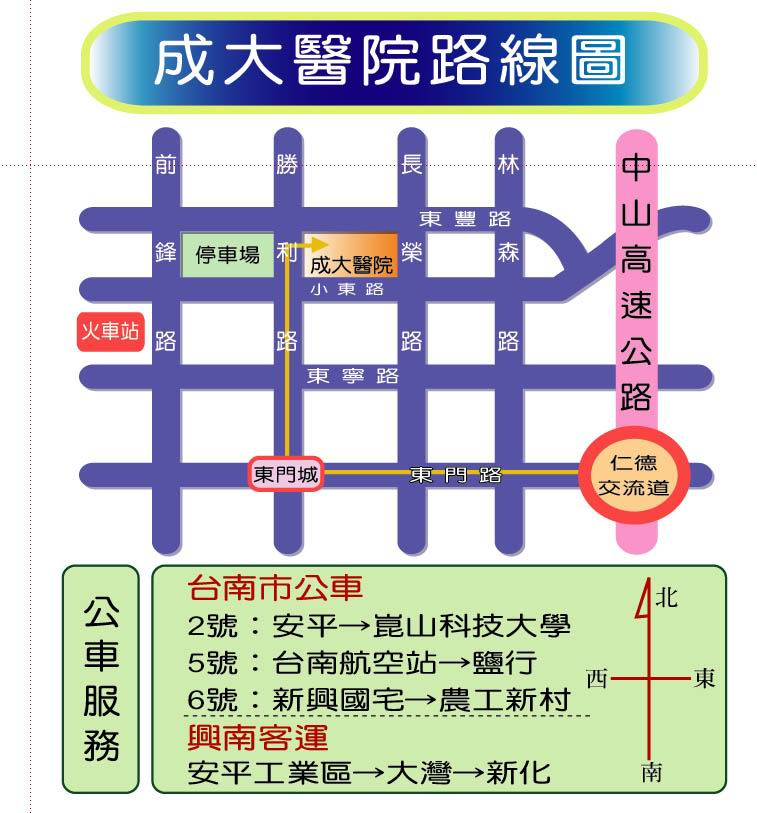 成大醫院路線圖
前鋒路
勝利路
長榮路
林森路
中山高速公路
東豐路
停車場
成大醫院
小東路
火車站
東寧路
東門城
東門路
仁德
交流道
公車服務
台南市公車
2號：安平→崑山科技大學
5號：台南航空站→鹽行
6號：新興國宅→農工新村
興南客運
安平工業區→大灣→新化
北
西
東
南